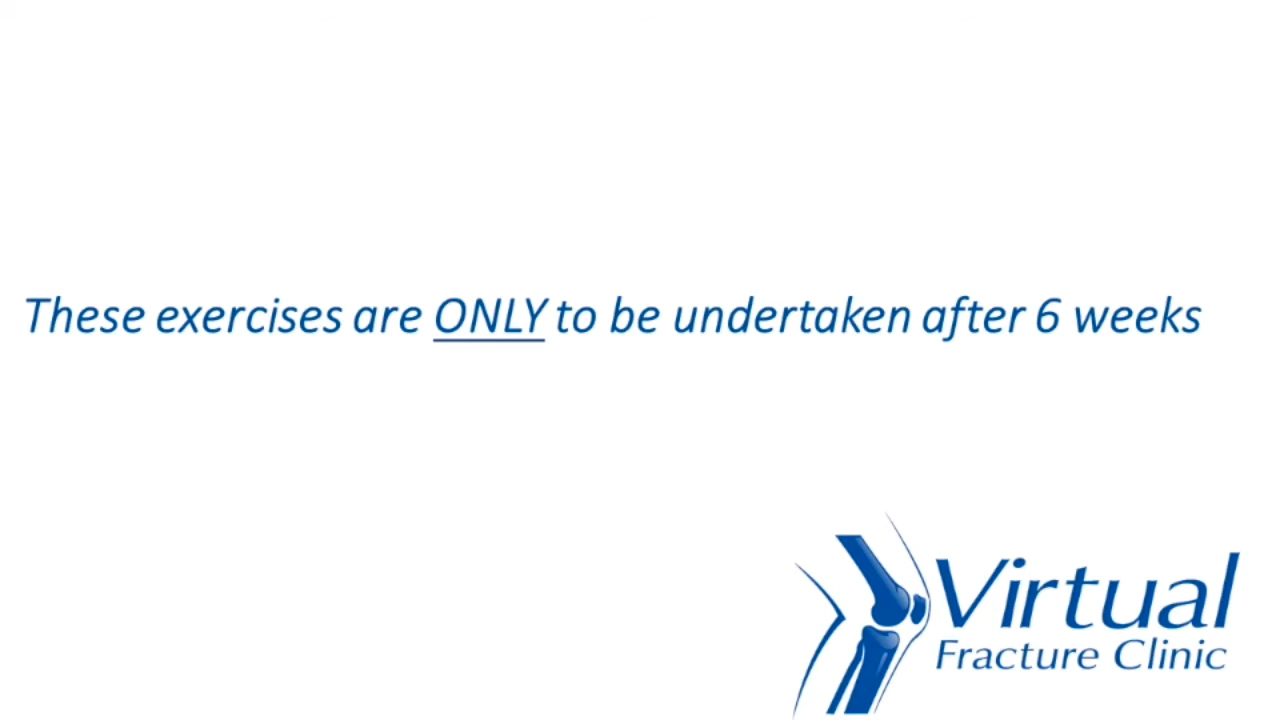 These exercises are ONLY to be undertaken after 6 weeks
Virtual
Fracture Clinic